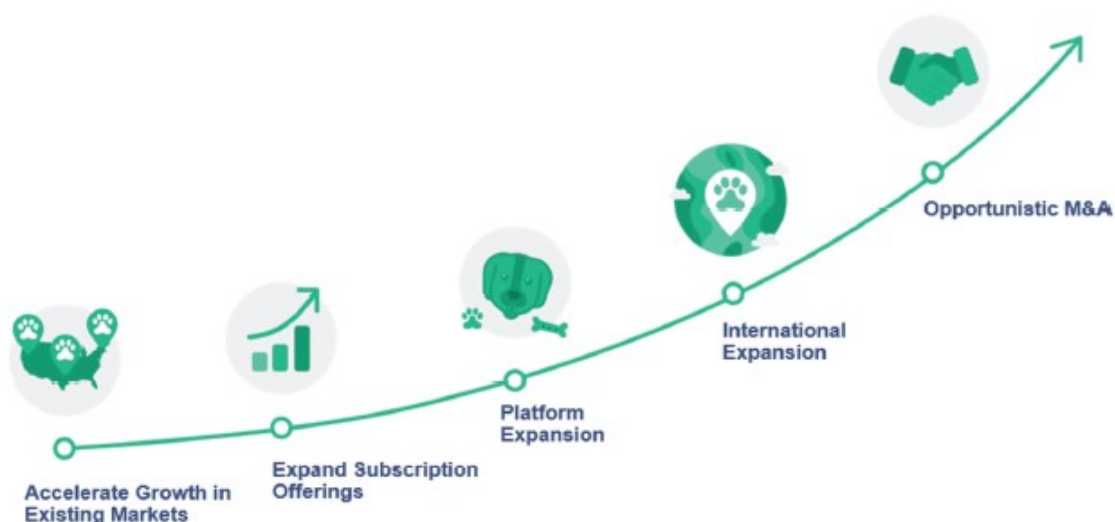 Accelerate Growth in
Existing Markets
Expand Subscription
Offerings
Platform
Expansion
International
Expansion
Opportunistic M&A